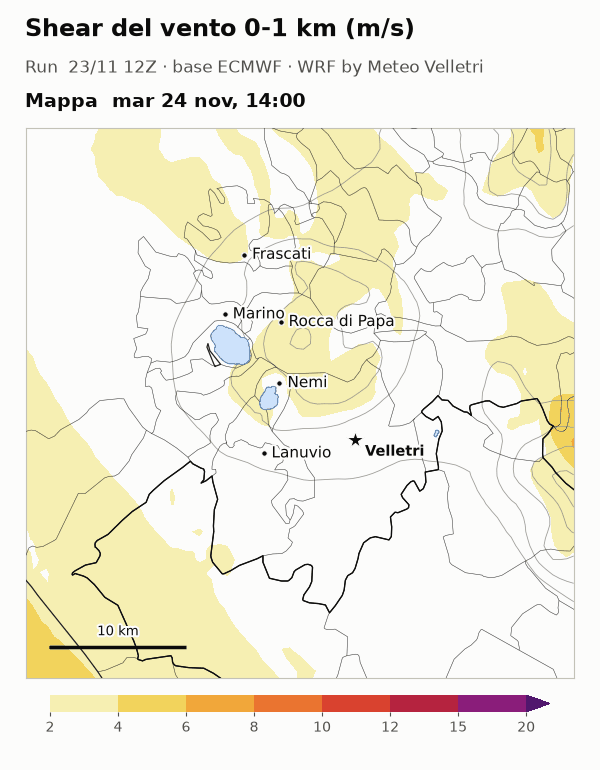 Shear del vento 0-1 km (m/s)
Run  23/11 12Z · base ECMWF · WRF by Meteo Velletri
Mappa  mar 24 nov, 14:00
Frascati
Marino
Rocca di Papa
Nemi
Velletri
Lanuvio
10 km
2 4 6 8 10 12 15 20